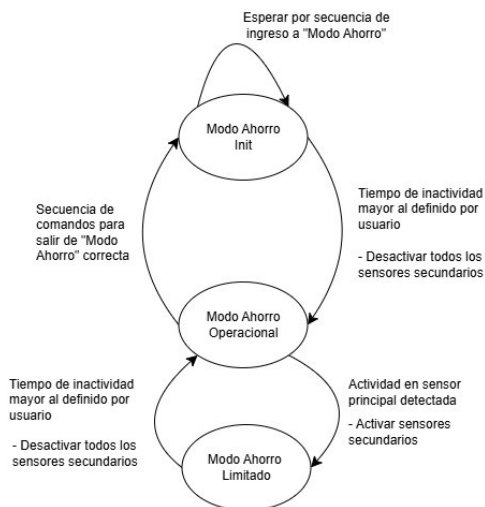 Esperar por secuencia de
ingreso a "Modo Ahorro"
Modo Ahorro
Init
Secuencia de
comandos para
salir de "Modo
Ahorro" correcta
Tiempo de inactividad
mayor al definido por
usuario
- Desactivar todos los
sensores secundarios
Modo Ahorro
Operacional
Tiempo de inactividad
mayor al definido por
usuario
- Desactivar todos los
sensores secundarios
Actividad en sensor
principal detectada
- Activar sensores
secundarios
Modo Ahorro
Limitado